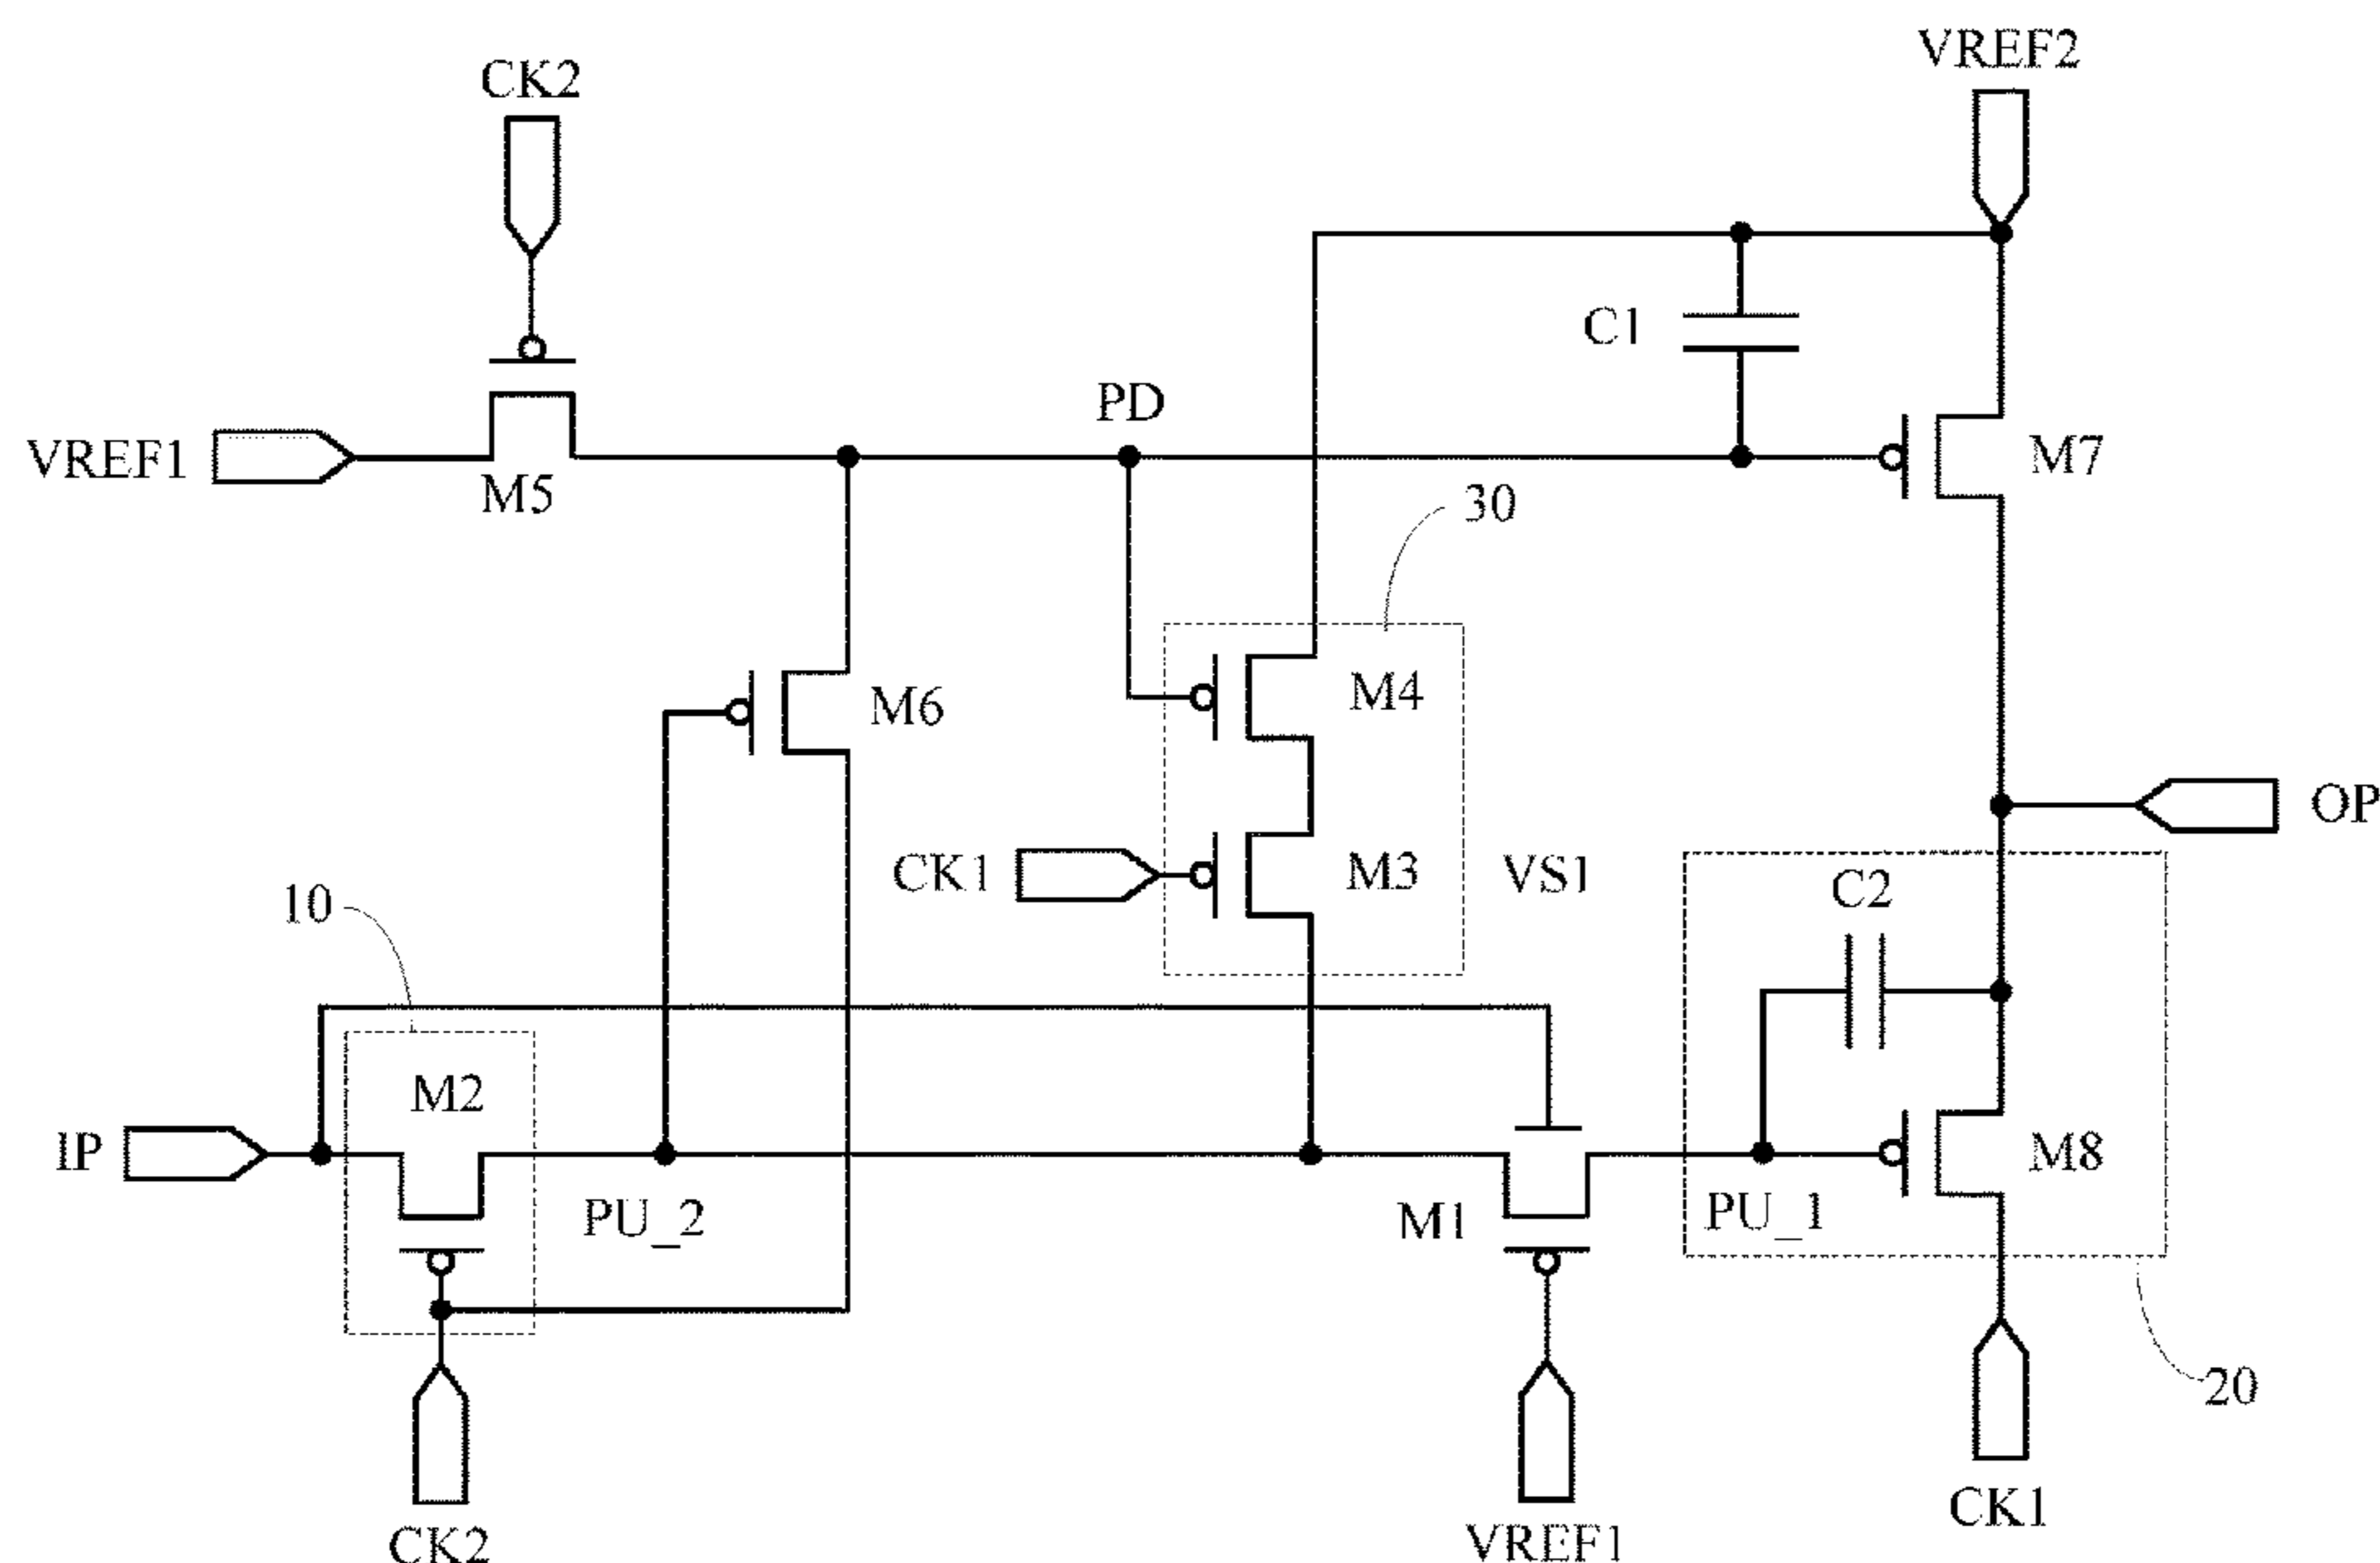 VREF2
CK2
C1
PD
VREF1
M5
M7
30
M6
M4
OP
CK1
M3
VS1
C2
10
M2
IP
PU_2
M1
PU_1
M8
20
CK2
VREF1
CK1